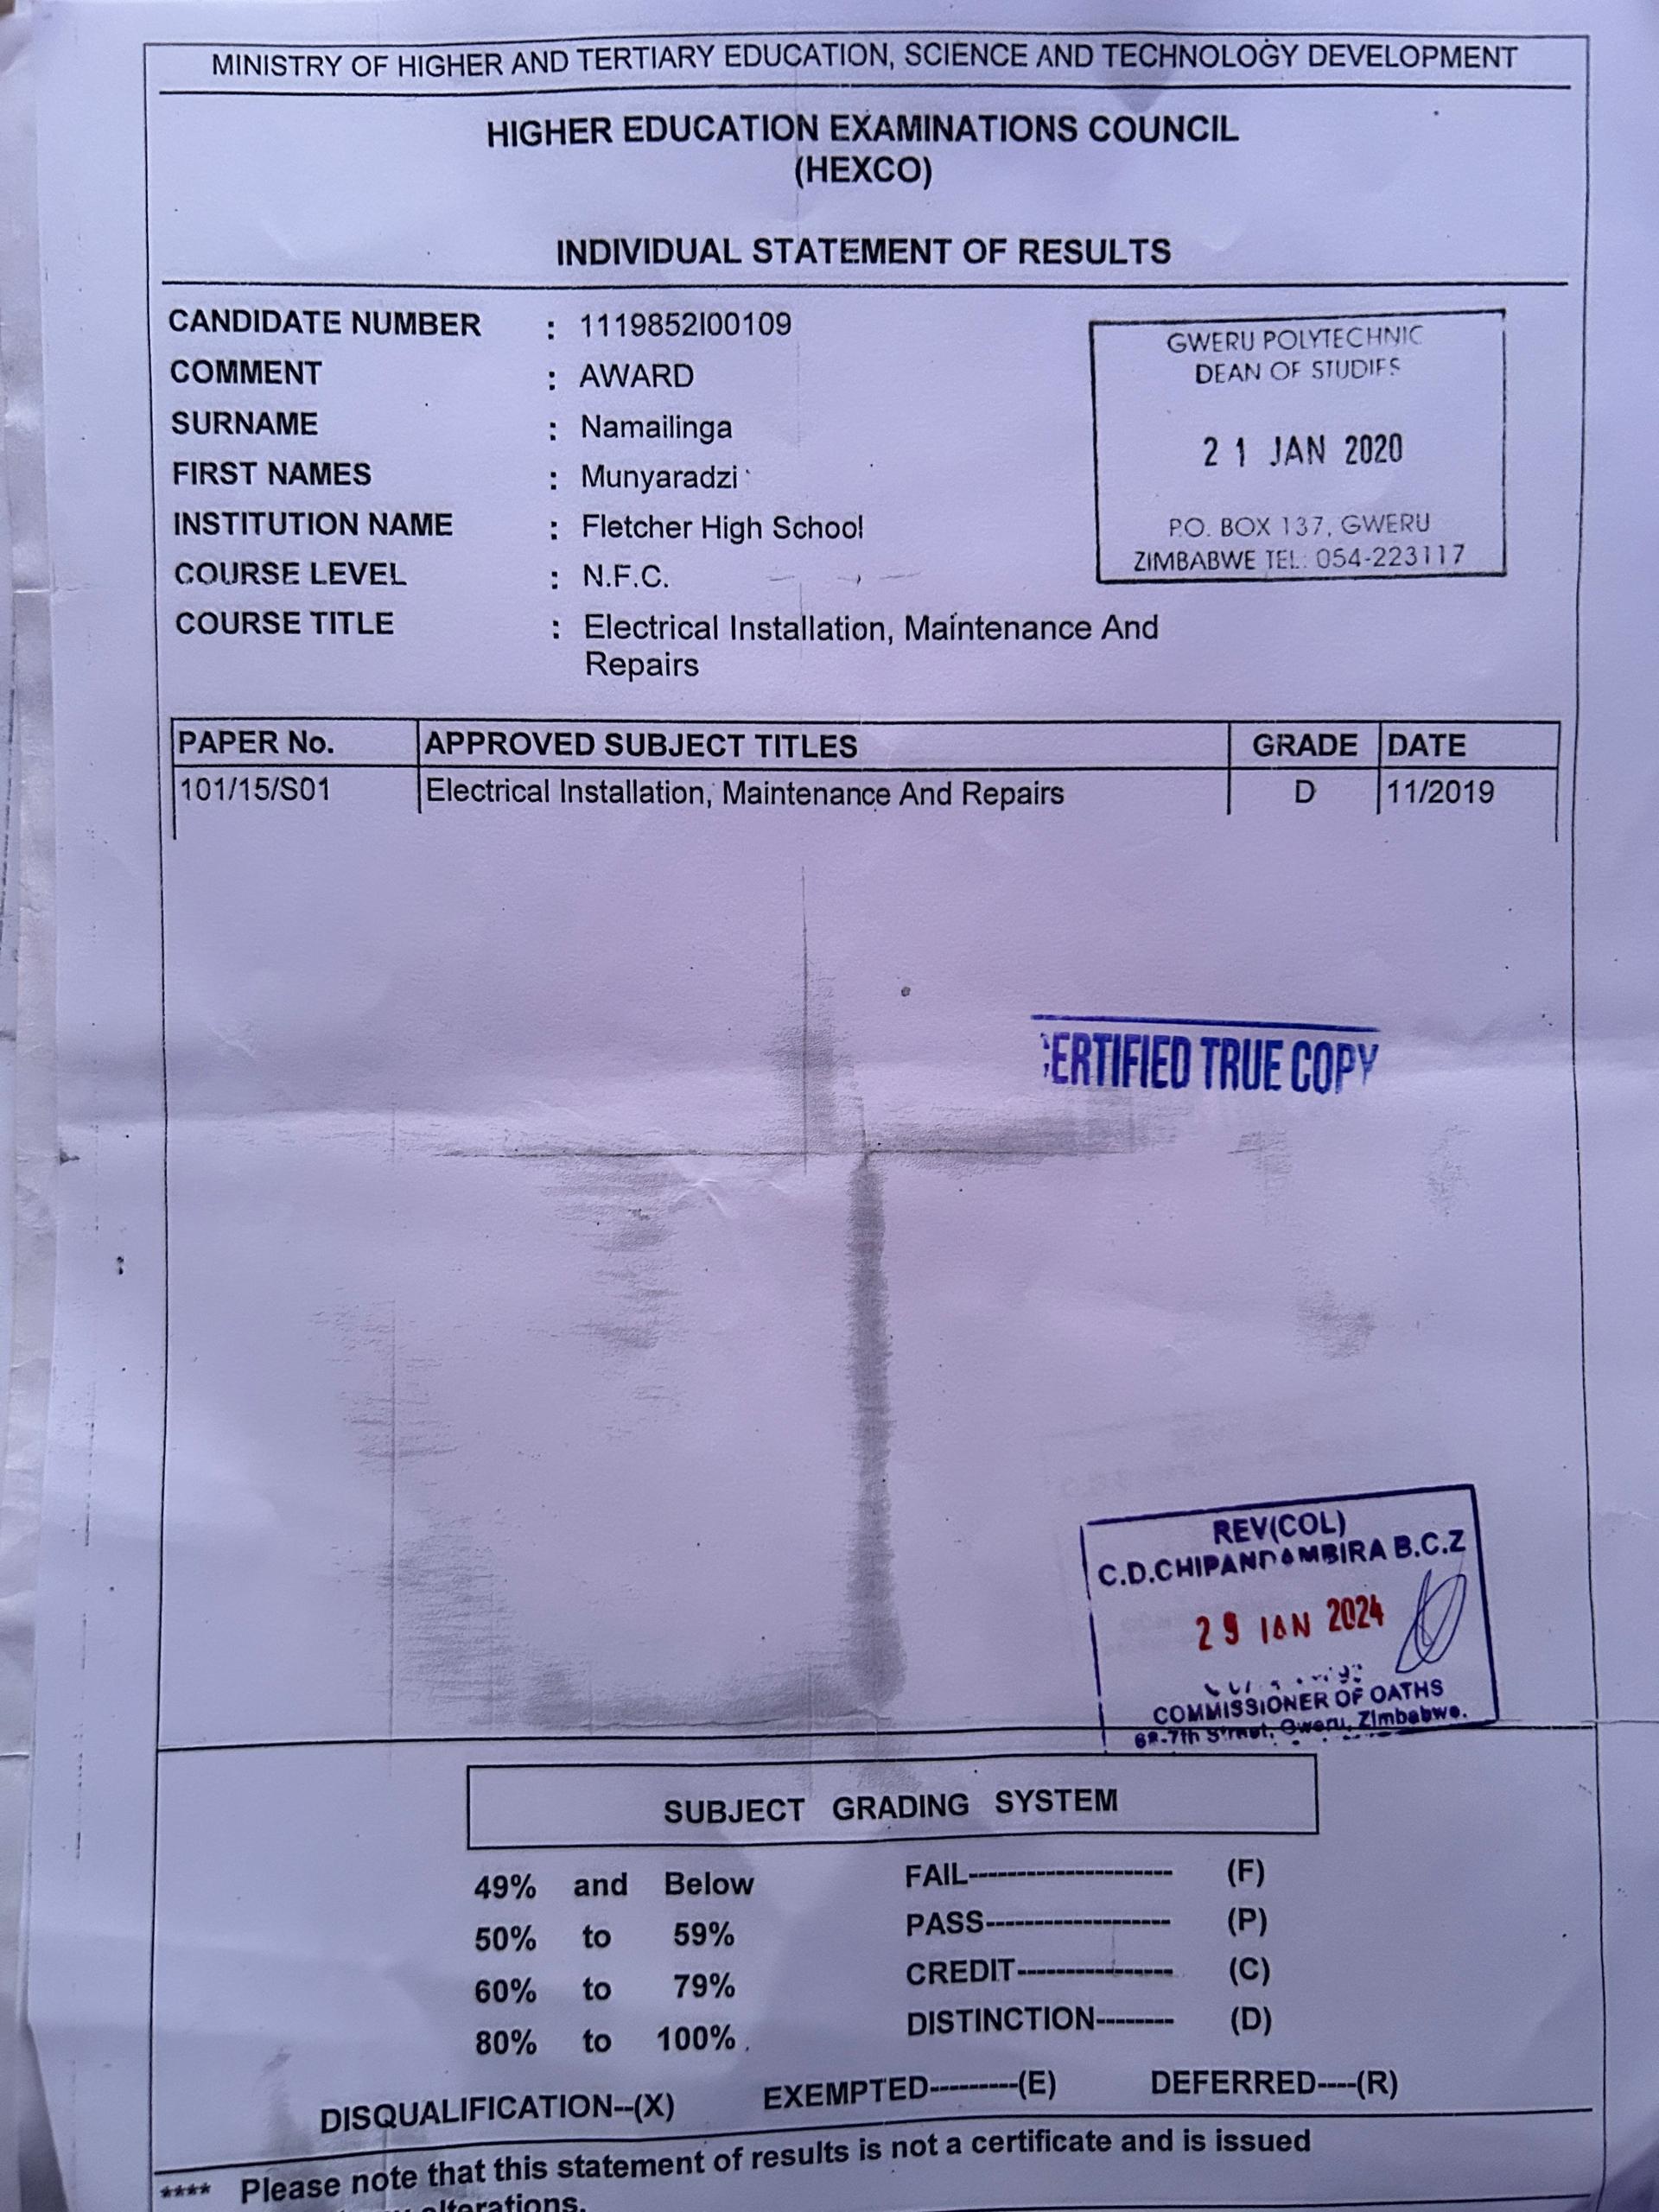 MINISTRY OF HIGHER AND TERTIARY EDUCATION, SCIENCE AND TECHNOLOGY DEVELOPMENT
HIGHER EDUCATION EXAMINATIONS COUNCIL
(HEXCO)
INDIVIDUAL STATEMENT OF RESULTS
CANDIDATE NUMBER : 1119852I00109
COMMENT : AWARD
SURNAME : Namailinga
FIRST NAMES : Munyaradzi
INSTITUTION NAME : Fletcher High School
COURSE LEVEL : N.F.C.
COURSE TITLE : Electrical Installation, Maintenance And
Repairs
GWERU POLYTECHNIC
DEAN OF STUDIES
21 JAN 2020
P.O. BOX 137, GWERU
ZIMBABWE TEL: 054-223117
PAPER No. APPROVED SUBJECT TITLES GRADE DATE
101/15/S01 Electrical Installation, Maintenance And Repairs D 11/2019
CERTIFIED TRUE COPY
REV(COL)
C.D.CHIPANDAMBIRA B.C.Z
29 JAN 2024
COMMISSIONER OF OATHS
7th Street, Gweru, Zimbabwe.
SUBJECT GRADING SYSTEM
49% and Below FAIL---------------------- (F)
50% to 59% PASS-------------------- (P)
60% to 79% CREDIT----------------- (C)
80% to 100% DISTINCTION-------- (D)
DISQUALIFICATION--(X) EXEMPTED---------(E) DEFERRED----(R)
**** Please note that this statement of results is not a certificate and is issued
alterations.